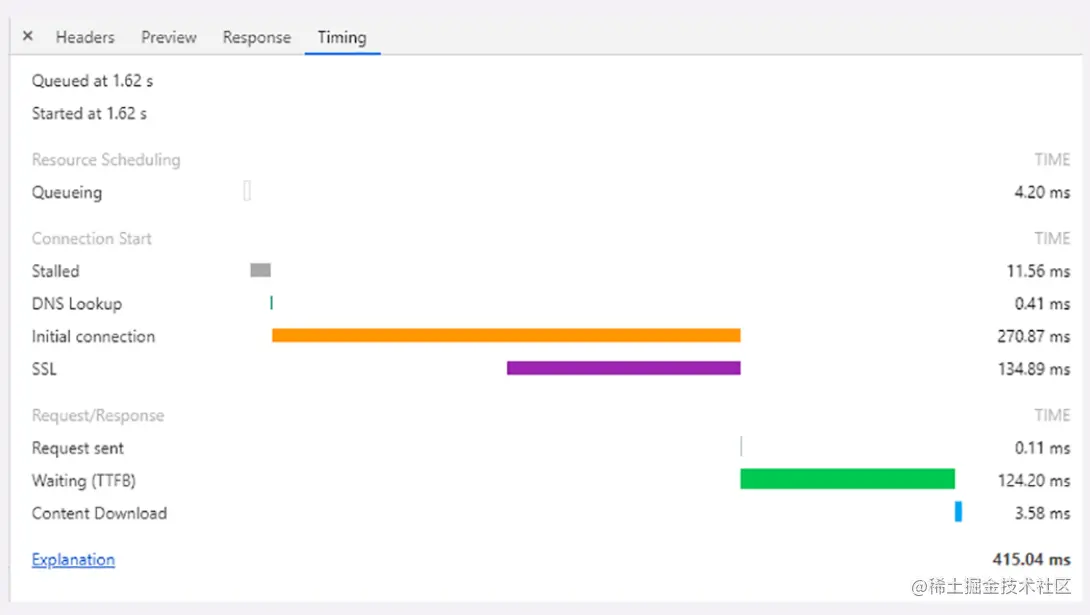 × Headers Preview Response Timing
Queued at 1.62 s
Started at 1.62 s
Resource Scheduling TIME
Queueing 4.20 ms
Connection Start TIME
Stalled 11.56 ms
DNS Lookup 0.41 ms
Initial connection 270.87 ms
SSL 134.89 ms
Request/Response TIME
Request sent 0.11 ms
Waiting (TTFB) 124.20 ms
Content Download 3.58 ms
Explanation 415.04 ms
@稀土掘金技术社区